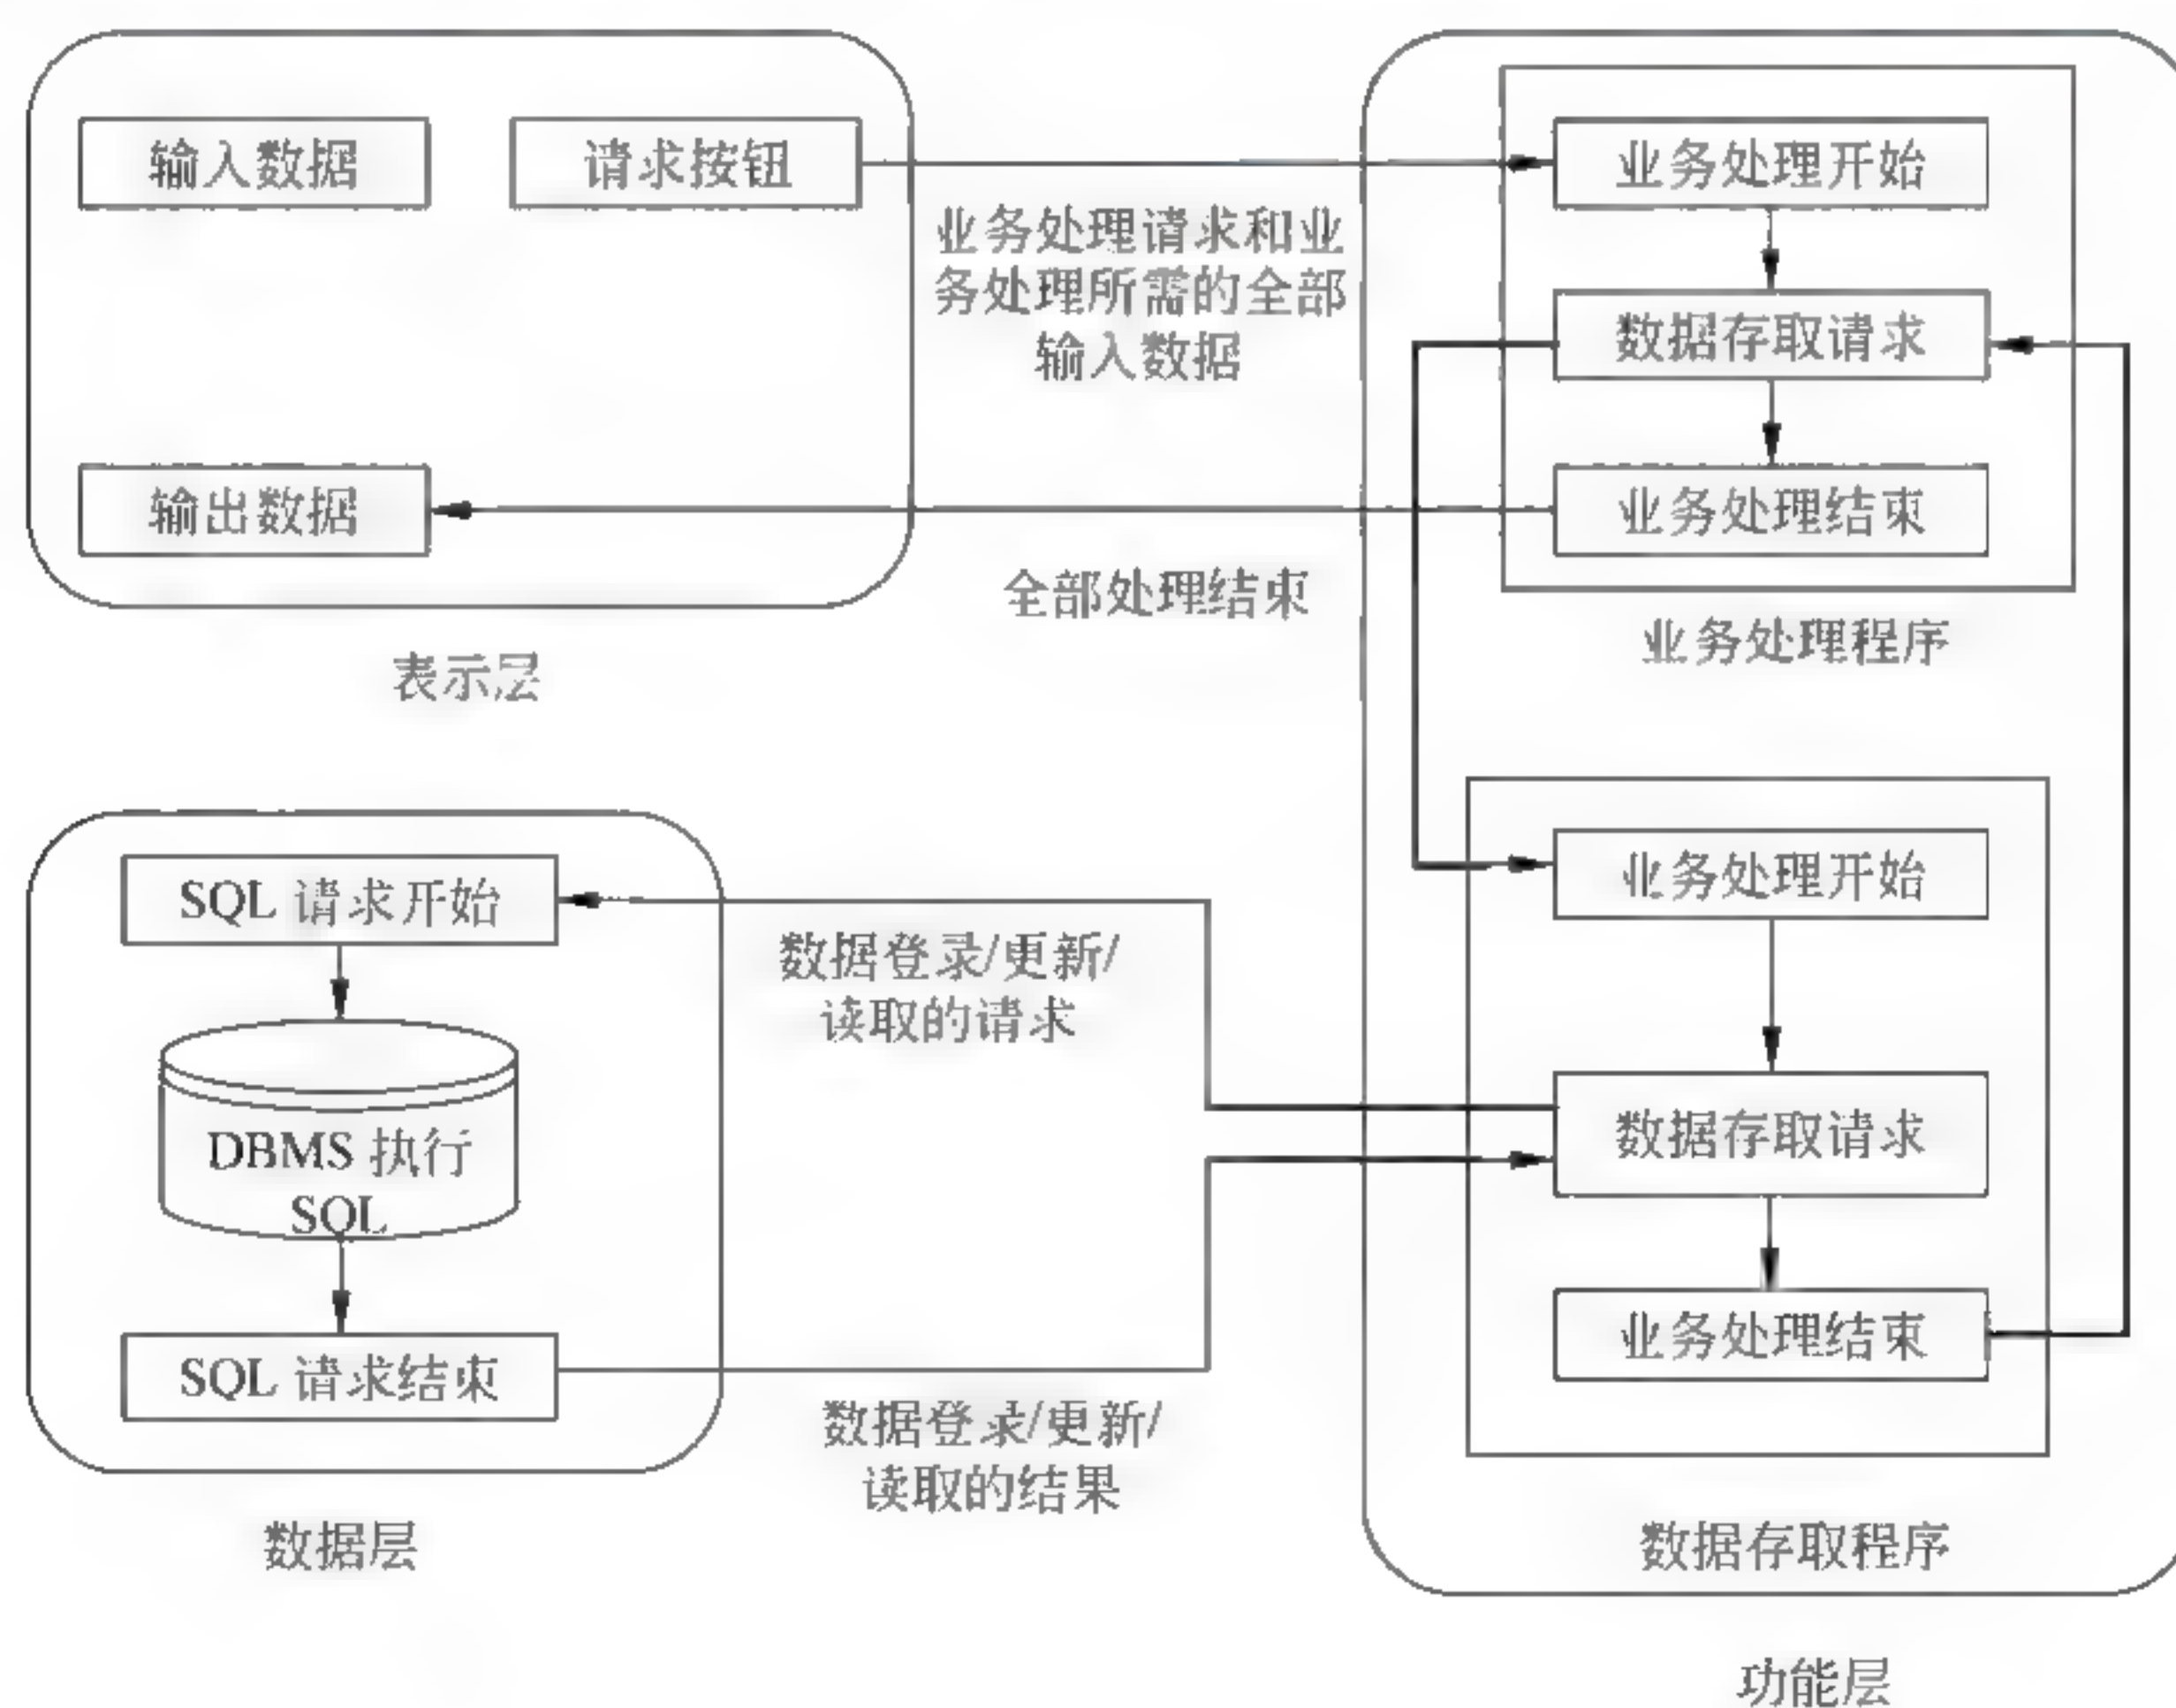 输入数据
请求按钮
业务处理开始
业务处理请求和业
务处理所需的全部
输入数据
数据存取请求
输出数据
业务处理结束
全部处理结束
业务处理程序
表示层
SQL 请求开始
数据登录/更新/
读取的请求
业务处理开始
DBMS 执行
SQL
数据存取请求
SQL 请求结束
业务处理结束
数据登录/更新/
读取的结果
数据层
数据存取程序
功能层